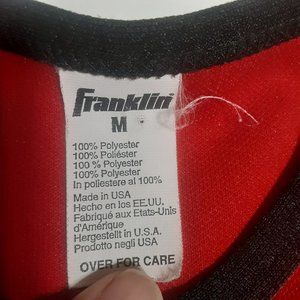 Franklin
M
100% Polyester
100% Poliéster
100 % Polyester
100% Polyester
In poliestere al 100%
Made in USA
Hecho en los EE.UU.
Fabriqué aux Etats-Unis
d'Amérique
Hergestellt in U.S.A.
Prodotto negli USA
OVER FOR CARE